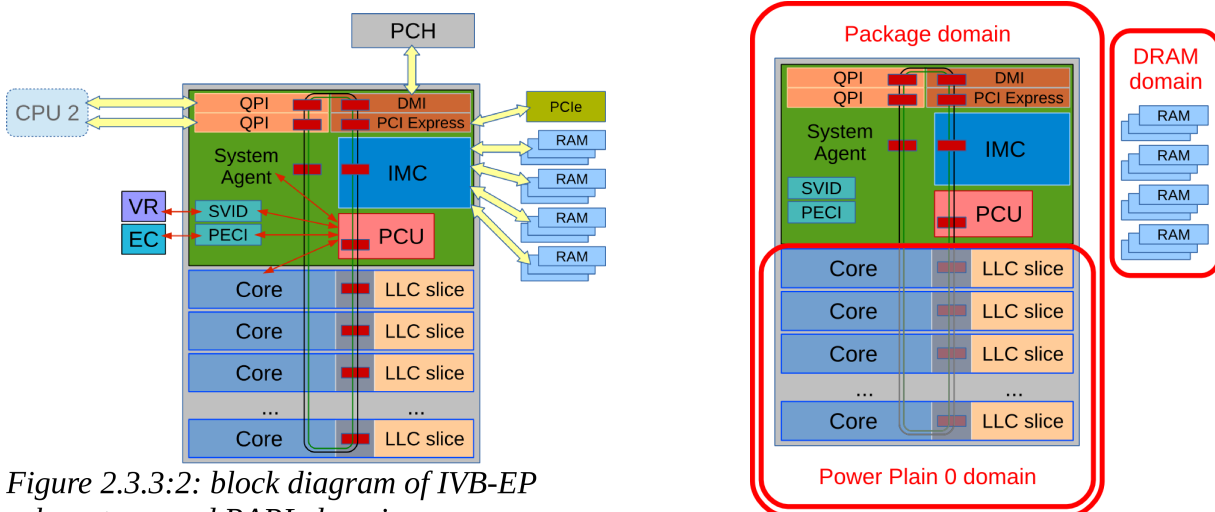 PCH
CPU 2
QPI
DMI
QPI
PCI Express
PCIe
System
Agent
IMC
RAM
RAM
RAM
RAM
VR
EC
SVID
PECI
PCU
Core
LLC slice
Core
LLC slice
Core
LLC slice
...
...
Core
LLC slice
Figure 2.3.3:2: block diagram of IVB-EP
Package domain
QPI
DMI
QPI
PCI Express
System
Agent
IMC
SVID
PECI
PCU
Core
LLC slice
Core
LLC slice
Core
LLC slice
...
...
Core
LLC slice
Power Plain 0 domain
DRAM
domain
RAM
RAM
RAM
RAM